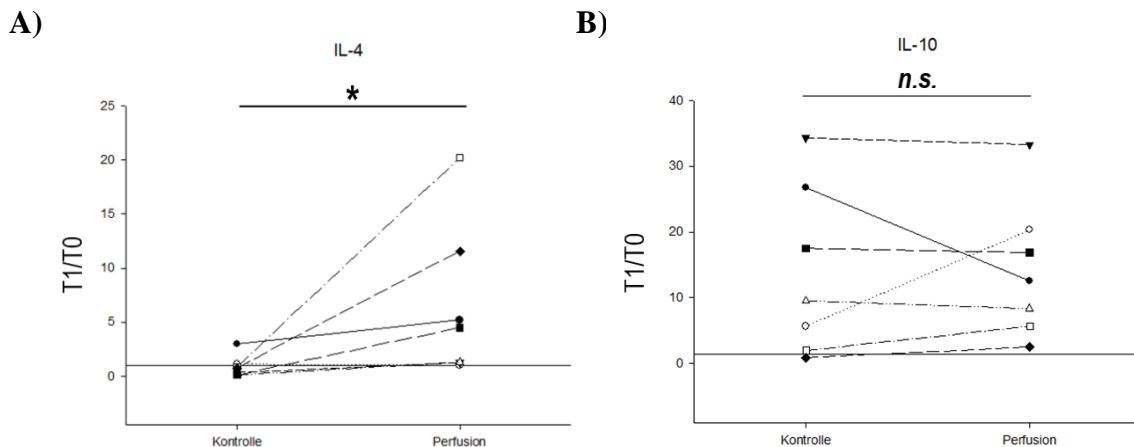 A)
IL-4
*
25
20
15
10
5
0
T1/T0
Kontrolle Perfusion
B)
IL-10
n.s.
40
30
20
10
0
T1/T0
Kontrolle Perfusion